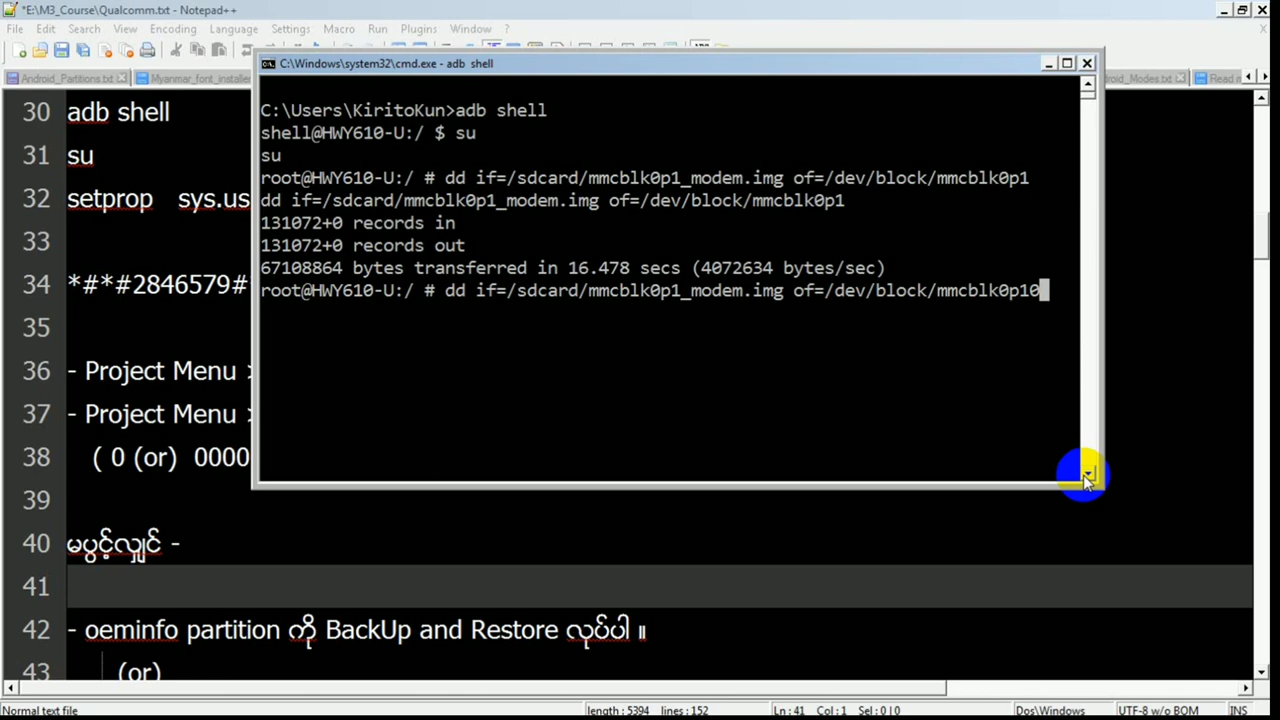 *E:\M3_Course\Qualcomm.txt - Notepad++
File Edit Search View Encoding Language Settings Macro Run Plugins Window ?
Android_Partitions.txt Myanmar_font_installe
C:\Windows\system32\cmd.exe - adb shell
oid_Modes.txt Read m
C:\Users\KiritoKun>adb shell
shell@HWY610-U:/ $ su
su
root@HWY610-U:/ # dd if=/sdcard/mmcblk0p1_modem.img of=/dev/block/mmcblk0p1
dd if=/sdcard/mmcblk0p1_modem.img of=/dev/block/mmcblk0p1
131072+0 records in
131072+0 records out
67108864 bytes transferred in 16.478 secs (4072634 bytes/sec)
root@HWY610-U:/ # dd if=/sdcard/mmcblk0p1_modem.img of=/dev/block/mmcblk0p10
30 adb shell
31 su
32 setprop sys.us
33
34 *#*#2846579#
35
36 - Project Menu >
37 - Project Menu >
38 ( 0 (or) 0000
39
40 မပွင့်လျှင် -
41
42 - oeminfo partition ကို BackUp and Restore လုပ်ပါ ။
43 (or)
Normal text file length : 5394 lines : 152 Ln : 41 Col : 1 Sel : 0 | 0 Dos\Windows UTF-8 w/o BOM INS